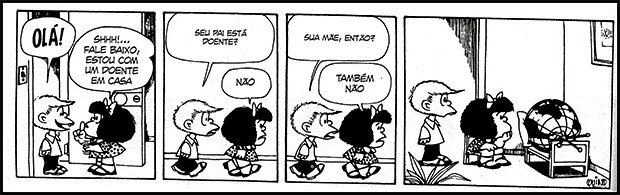 OLÁ!
SHHH!...
FALE BAIXO,
ESTOU COM
UM DOENTE
EM CASA
SEU PAI ESTÁ
DOENTE?
NÃO
SUA MÃE, ENTÃO?
TAMBÉM
NÃO
QUINO